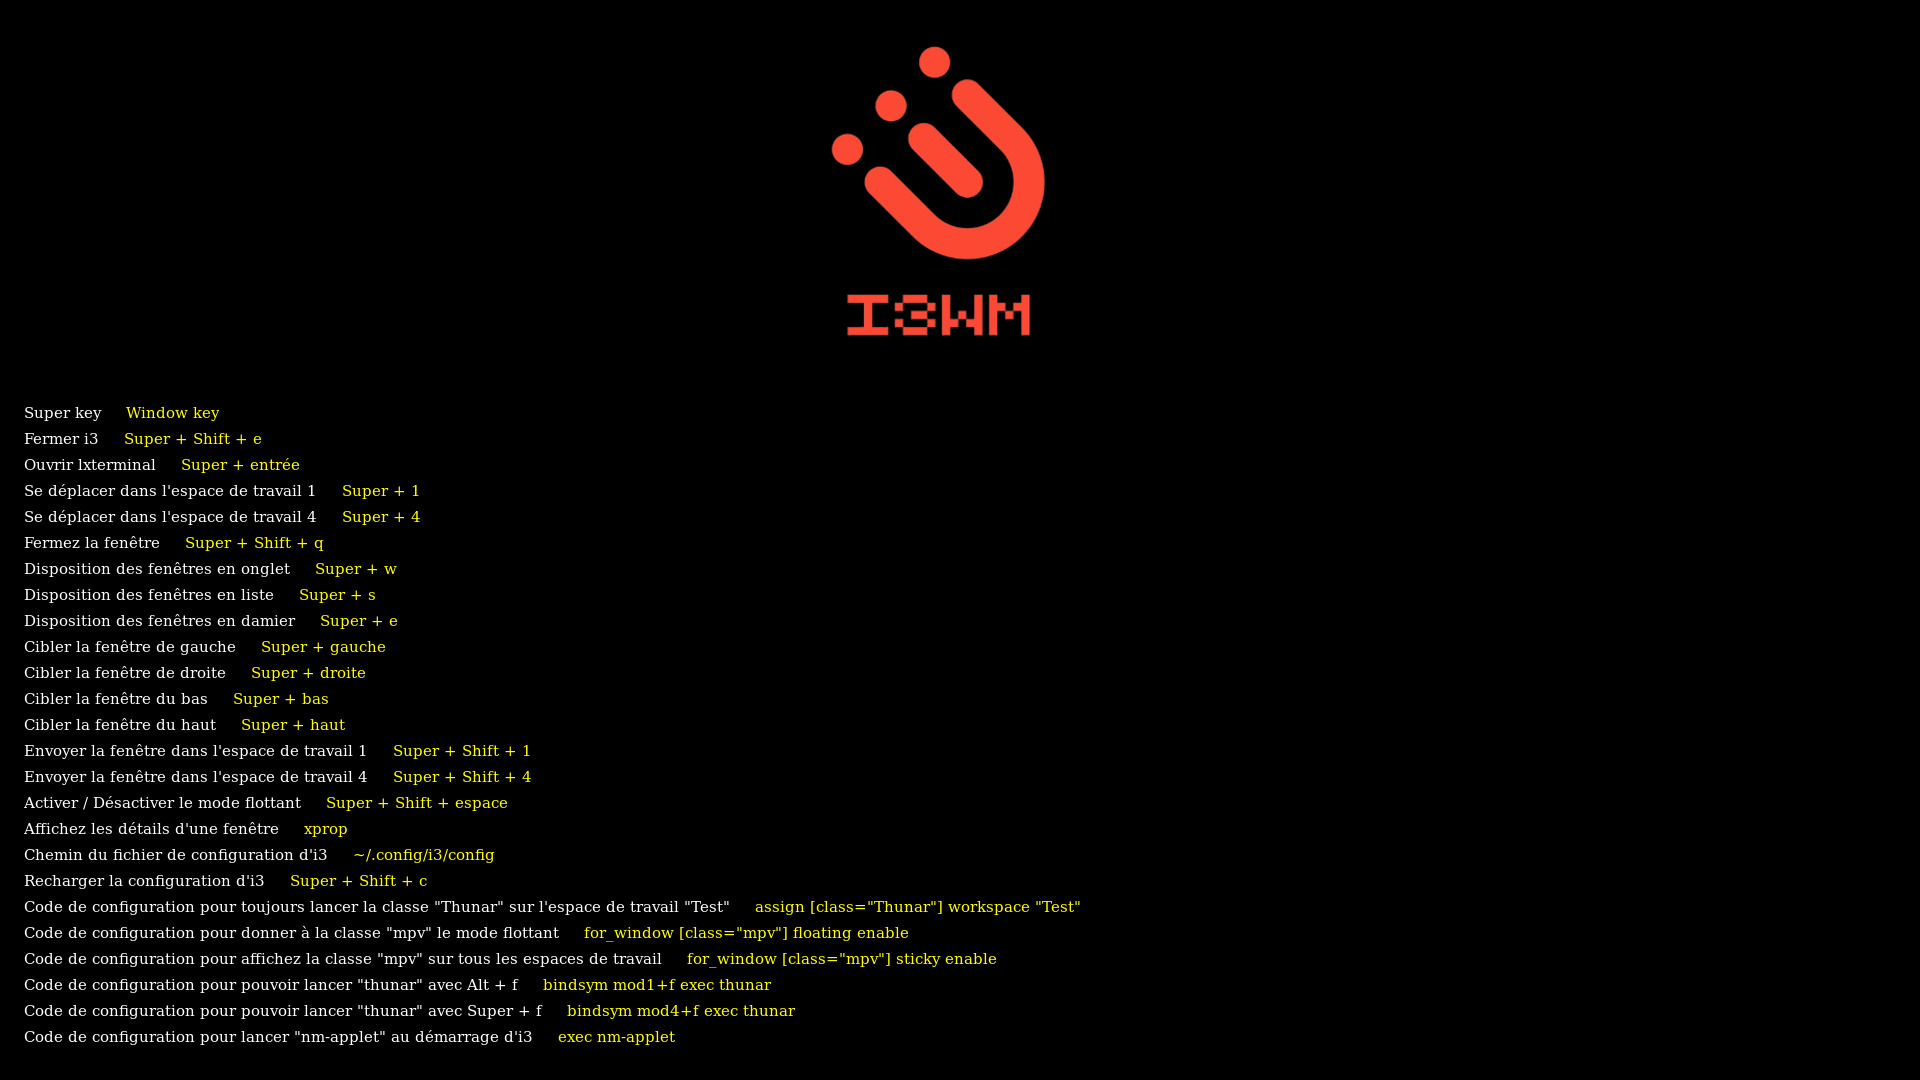 I3WM
Super key Window key
Fermer i3 Super + Shift + e
Ouvrir lxterminal Super + entrée
Se déplacer dans l'espace de travail 1 Super + 1
Se déplacer dans l'espace de travail 4 Super + 4
Fermez la fenêtre Super + Shift + q
Disposition des fenêtres en onglet Super + w
Disposition des fenêtres en liste Super + s
Disposition des fenêtres en damier Super + e
Cibler la fenêtre de gauche Super + gauche
Cibler la fenêtre de droite Super + droite
Cibler la fenêtre du bas Super + bas
Cibler la fenêtre du haut Super + haut
Envoyer la fenêtre dans l'espace de travail 1 Super + Shift + 1
Envoyer la fenêtre dans l'espace de travail 4 Super + Shift + 4
Activer / Désactiver le mode flottant Super + Shift + espace
Affichez les détails d'une fenêtre xprop
Chemin du fichier de configuration d'i3 ~/.config/i3/config
Recharger la configuration d'i3 Super + Shift + c
Code de configuration pour toujours lancer la classe "Thunar" sur l'espace de travail "Test" assign [class="Thunar"] workspace "Test"
Code de configuration pour donner à la classe "mpv" le mode flottant for_window [class="mpv"] floating enable
Code de configuration pour affichez la classe "mpv" sur tous les espaces de travail for_window [class="mpv"] sticky enable
Code de configuration pour pouvoir lancer "thunar" avec Alt + f bindsym mod1+f exec thunar
Code de configuration pour pouvoir lancer "thunar" avec Super + f bindsym mod4+f exec thunar
Code de configuration pour lancer "nm-applet" au démarrage d'i3 exec nm-applet